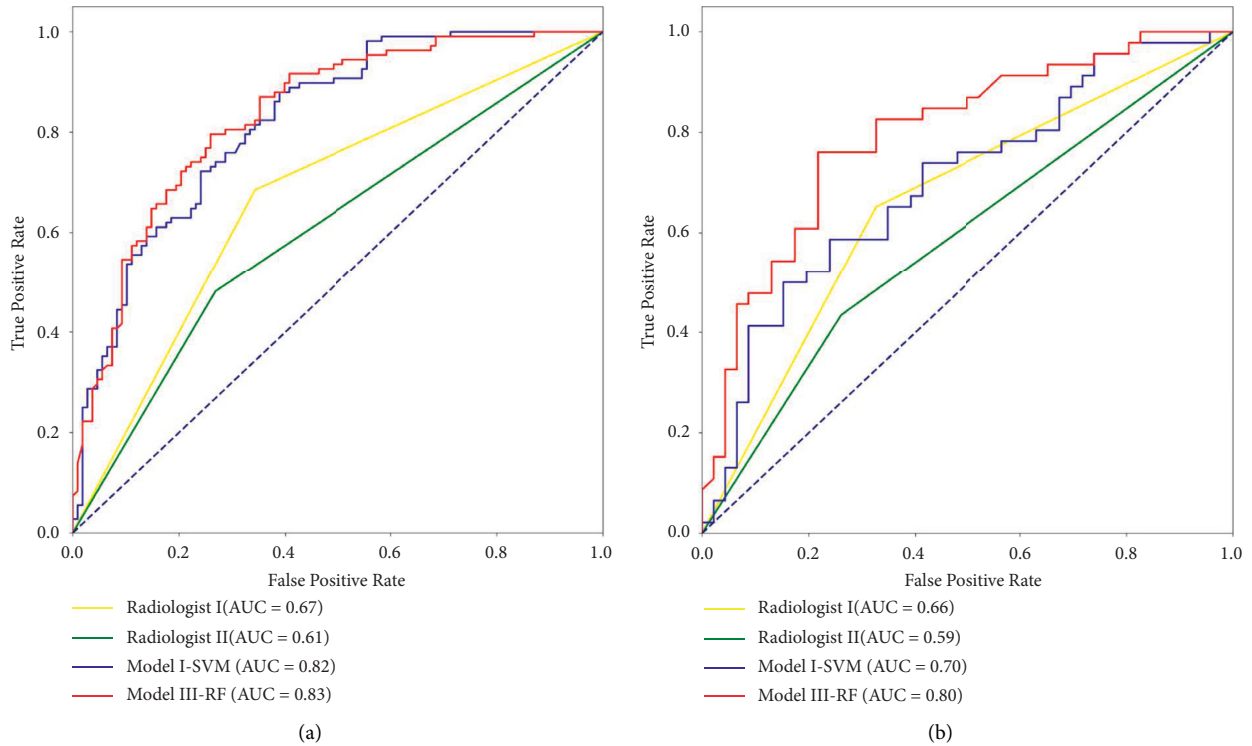 1.0
0.8
0.6
0.4
0.2
0.0
True Positive Rate
0.0 0.2 0.4 0.6 0.8 1.0
False Positive Rate
Radiologist I(AUC = 0.67)
Radiologist II(AUC = 0.61)
Model I-SVM (AUC = 0.82)
Model III-RF (AUC = 0.83)
(a)
1.0
0.8
0.6
0.4
0.2
0.0
True Positive Rate
0.0 0.2 0.4 0.6 0.8 1.0
False Positive Rate
Radiologist I(AUC = 0.66)
Radiologist II(AUC = 0.59)
Model I-SVM (AUC = 0.70)
Model III-RF (AUC = 0.80)
(b)